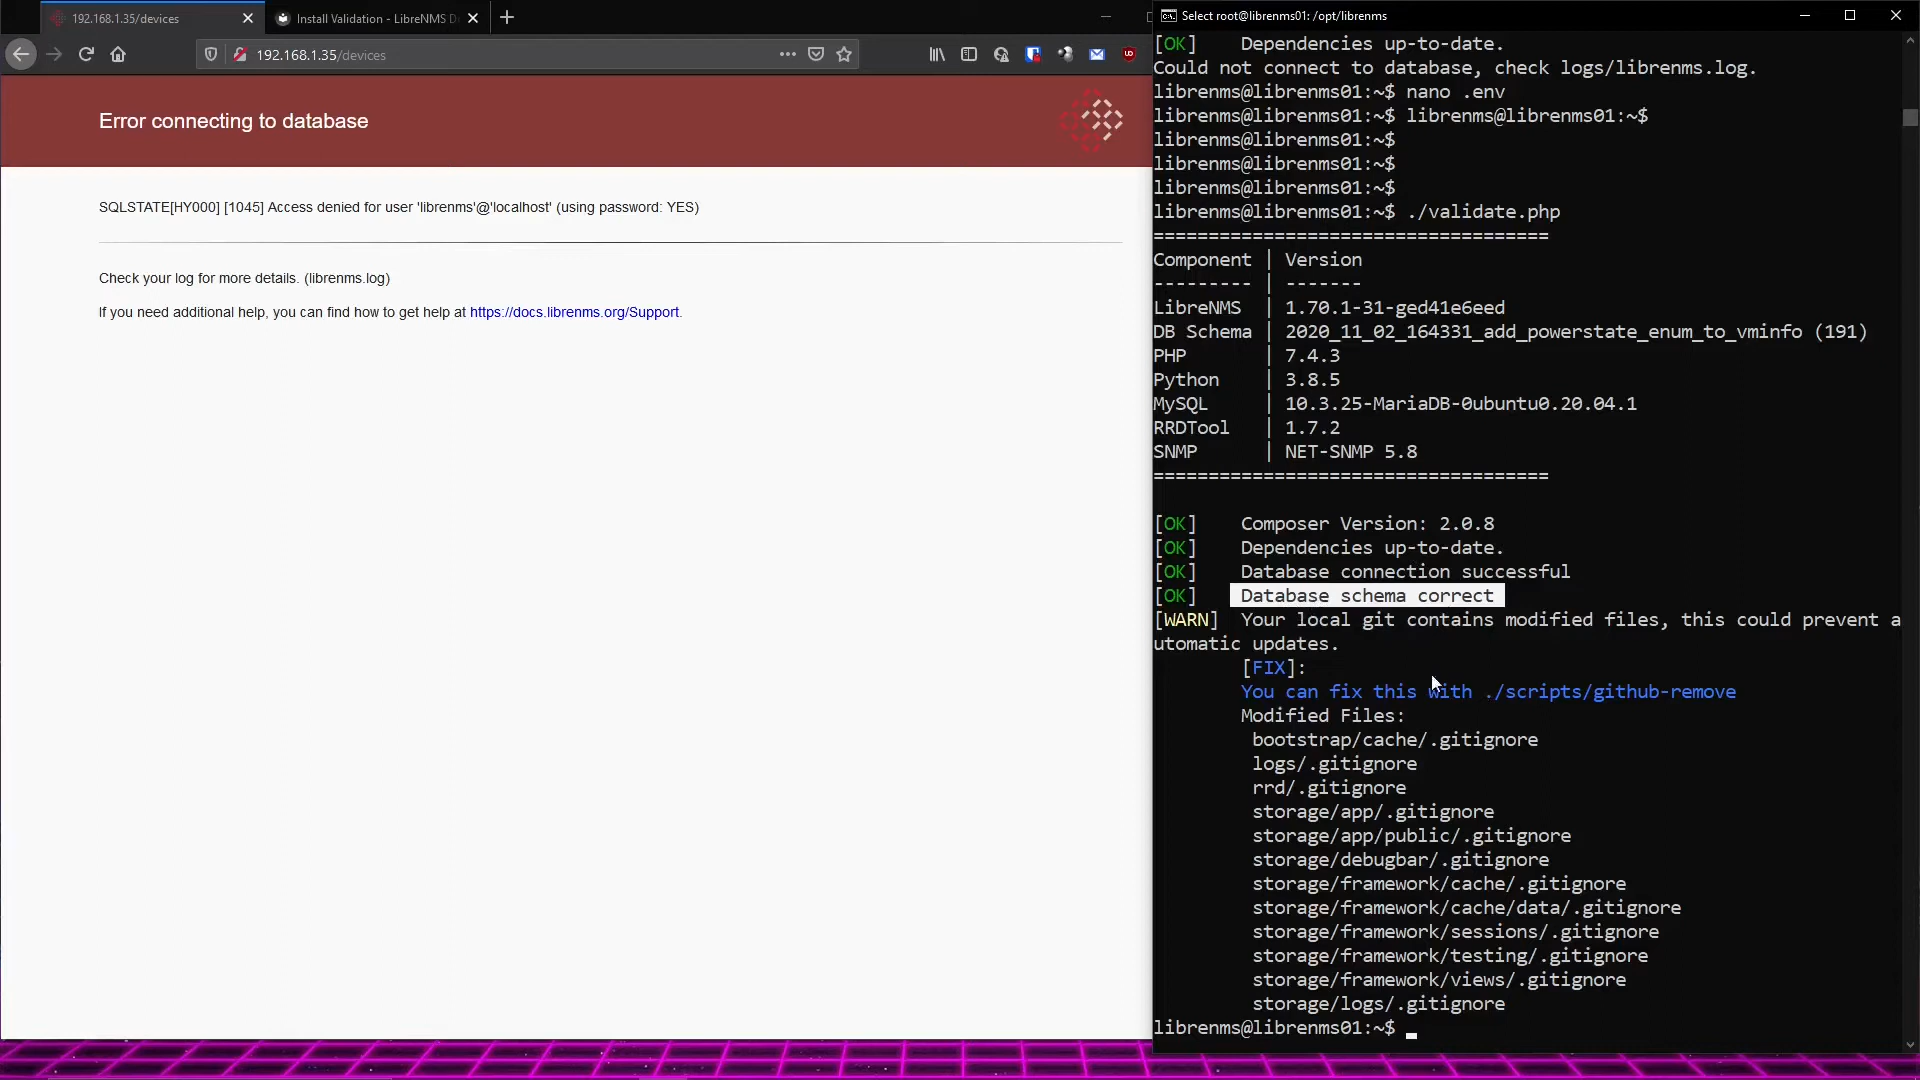 192.168.1.35/devices
Install Validation - LibreNMS D
192.168.1.35/devices
Error connecting to database
SQLSTATE[HY000] [1045] Access denied for user 'librenms'@'localhost' (using password: YES)
Check your log for more details. (librenms.log)
If you need additional help, you can find how to get help at https://docs.librenms.org/Support.
Select root@librenms01: /opt/librenms
[OK] Dependencies up-to-date.
Could not connect to database, check logs/librenms.log.
librenms@librenms01:~$ nano .env
librenms@librenms01:~$ librenms@librenms01:~$
librenms@librenms01:~$
librenms@librenms01:~$
librenms@librenms01:~$
librenms@librenms01:~$ ./validate.php
====================================
Component | Version
--------- | -------
LibreNMS | 1.70.1-31-ged41e6eed
DB Schema | 2020_11_02_164331_add_powerstate_enum_to_vminfo (191)
PHP | 7.4.3
Python | 3.8.5
MySQL | 10.3.25-MariaDB-0ubuntu0.20.04.1
RRDTool | 1.7.2
SNMP | NET-SNMP 5.8
====================================
[OK] Composer Version: 2.0.8
[OK] Dependencies up-to-date.
[OK] Database connection successful
[OK] Database schema correct
[WARN] Your local git contains modified files, this could prevent a
utomatic updates.
[FIX]:
You can fix this with ./scripts/github-remove
Modified Files:
bootstrap/cache/.gitignore
logs/.gitignore
rrd/.gitignore
storage/app/.gitignore
storage/app/public/.gitignore
storage/debugbar/.gitignore
storage/framework/cache/.gitignore
storage/framework/cache/data/.gitignore
storage/framework/sessions/.gitignore
storage/framework/testing/.gitignore
storage/framework/views/.gitignore
storage/logs/.gitignore
librenms@librenms01:~$